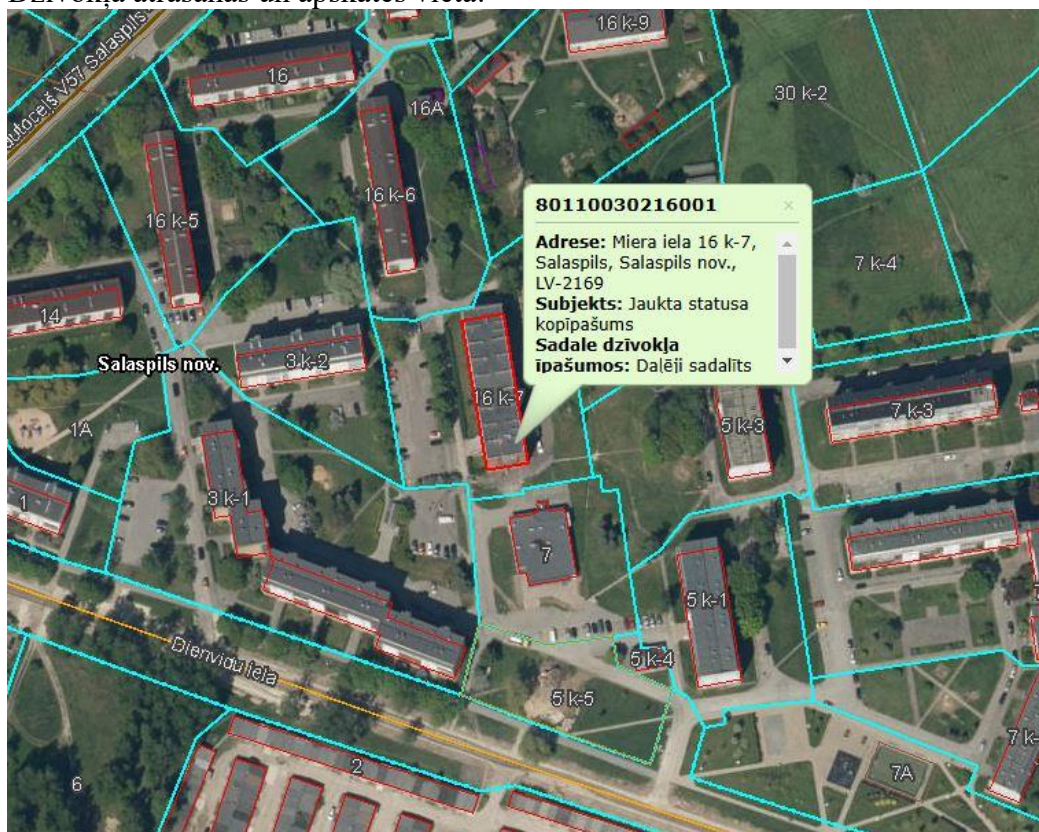 Dzīvokļa atrašanās un apskates vieta:
16 k-9
16
autoceļš V57 Salaspils
16A
30 k-2
16 k-5
16 k-6
80110030216001
Adrese: Miera iela 16 k-7,
Salaspils, Salaspils nov.,
LV-2169
Subjekts: Jaukta statusa
kopīpašums
Sadale dzīvokļa
īpašumos: Daļēji sadalīts
7 k-4
14
Salaspils nov.
3 k-2
16 k-7
1A
5 k-3
7 k-3
1
3 k-1
7
5 k-1
Dienvidu iela
5 k-4
5 k-5
2
6
7A
7 k-